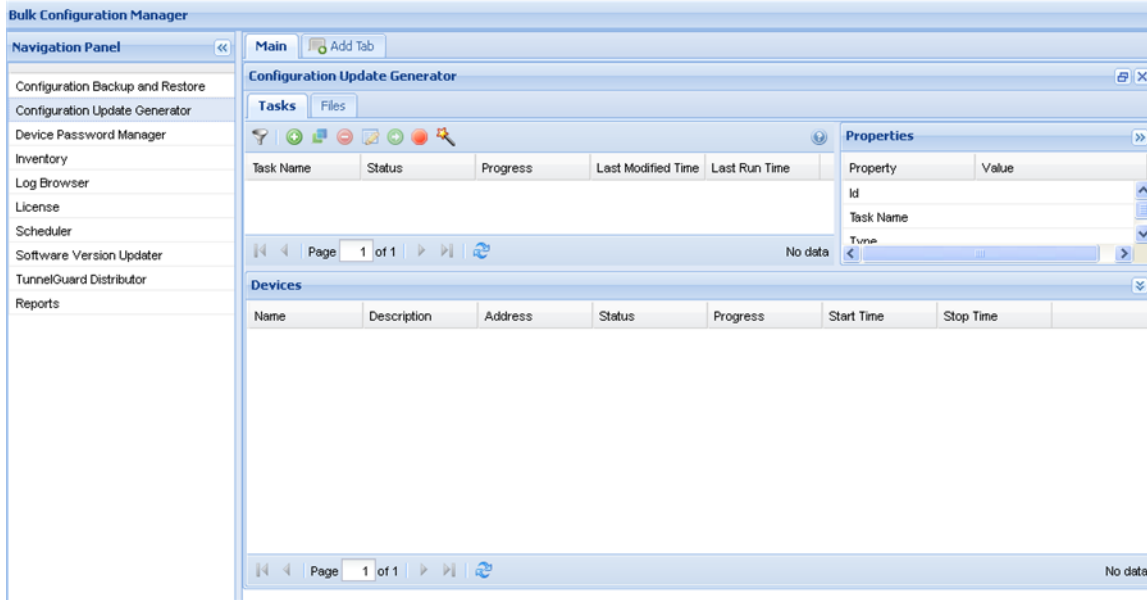 Bulk Configuration Manager
Navigation Panel
Configuration Backup and Restore
Configuration Update Generator
Device Password Manager
Inventory
Log Browser
License
Scheduler
Software Version Updater
TunnelGuard Distributor
Reports
Main Add Tab
Configuration Update Generator
Tasks Files
Task Name Status Progress Last Modified Time Last Run Time
Page 1 of 1 No data
Properties
Property Value
Id
Task Name
Type
Devices
Name Description Address Status Progress Start Time Stop Time
Page 1 of 1 No data